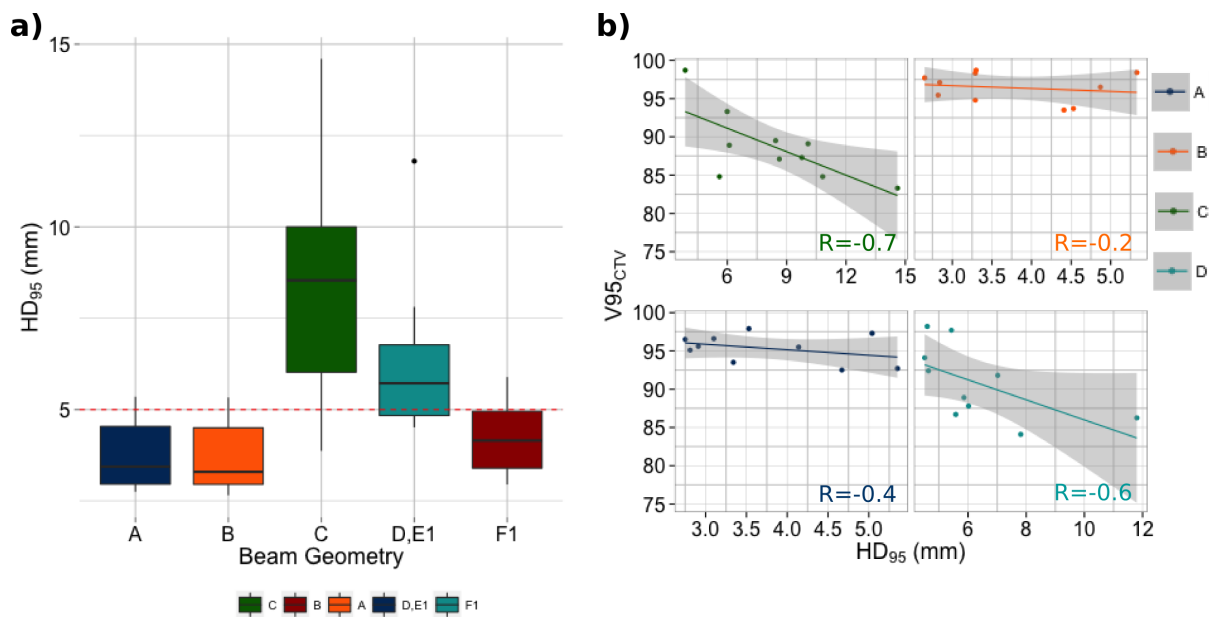 a)
HD95 (mm)
15
10
5
A B C D,E1 F1
Beam Geometry
C B A D,E1 F1
b)
V95CTV
100
95
90
85
80
75
R=-0.7
R=-0.2
6 9 12 15
3.0 3.5 4.0 4.5 5.0
100
95
90
85
80
75
R=-0.4
R=-0.6
3.0 3.5 4.0 4.5 5.0
6 8 10 12
HD95 (mm)
A
B
C
D